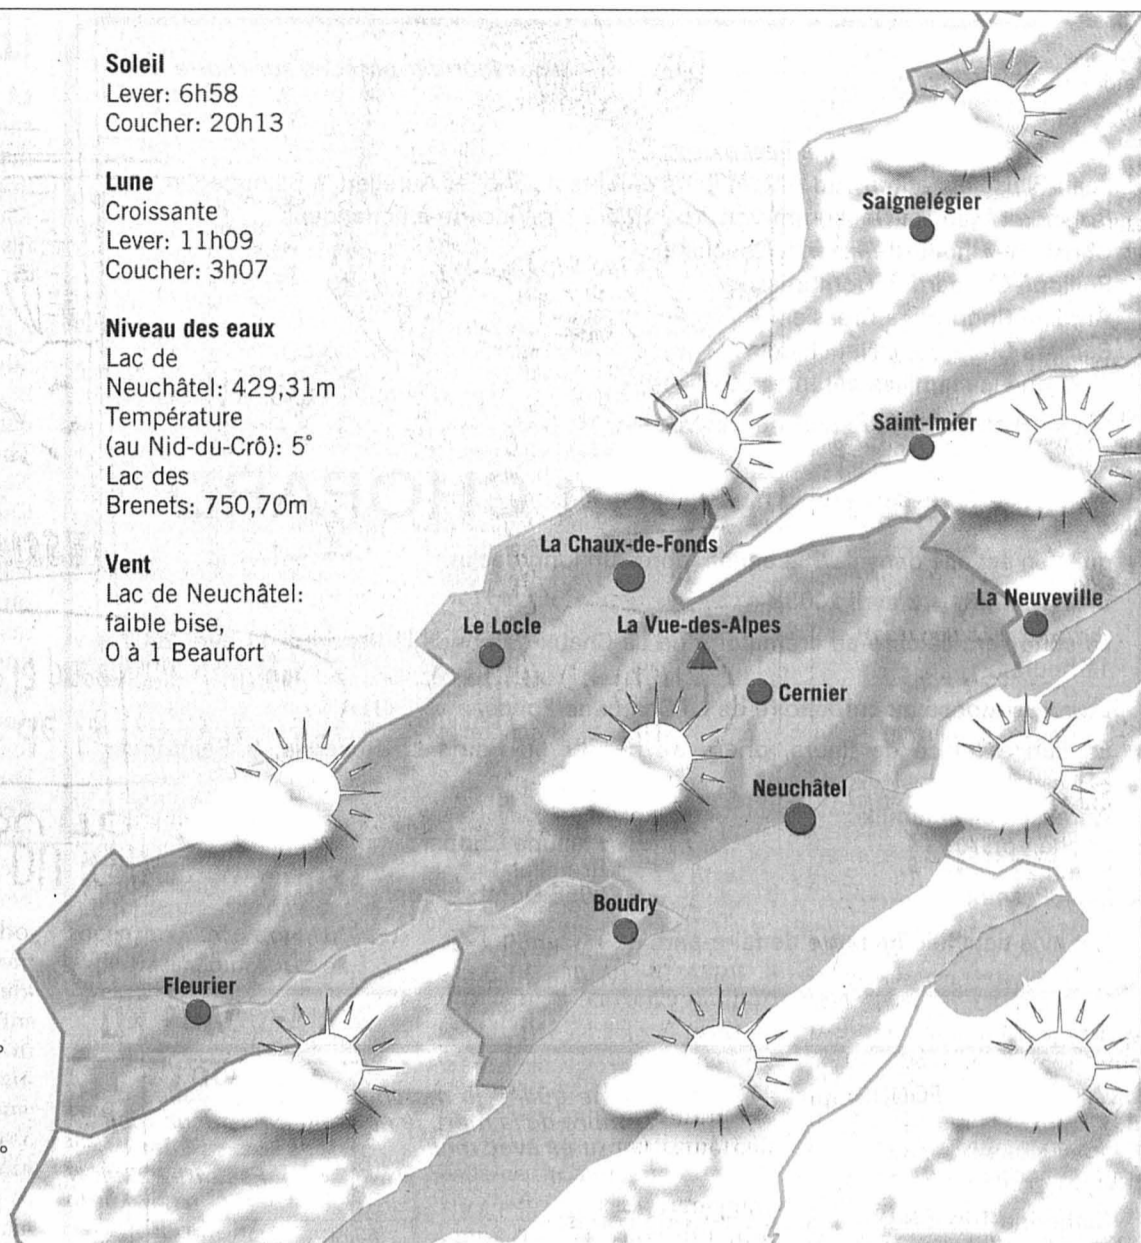 Soleil
Lever: 6h58
Coucher: 20h13
Lune
Croissante
Lever: 11h09
Coucher: 3h07
Niveau des eaux
Lac de
Neuchâtel: 429,31m
Température
(au Nid-du-Crô): 5°
Lac des
Brenets: 750,70m
Vent
Lac de Neuchâtel:
faible bise,
0 à 1 Beaufort
Saignelégier
Saint-Imier
La Chaux-de-Fonds
La Neuveville
Le Locle
La Vue-des-Alpes
Cernier
Neuchâtel
Boudry
Fleurier